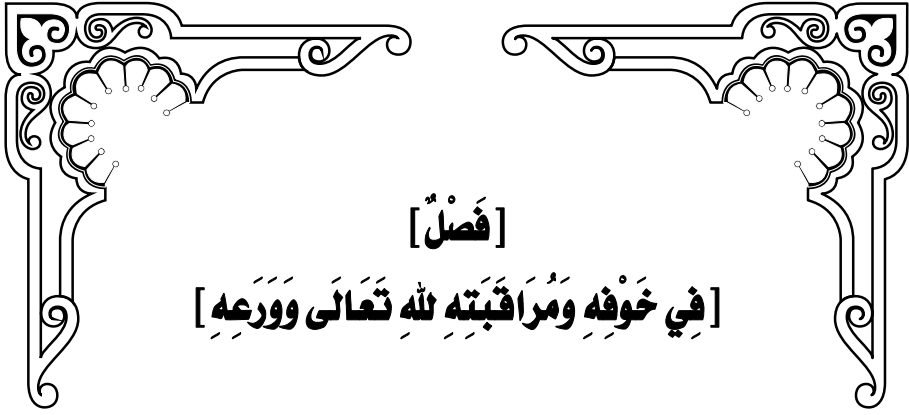 [فَصْلٌ]
[فِي خَوْفِهِ وَمُرَاقَبَتِهِ للهِ تَعَالَى وَوَرَعِهِ]